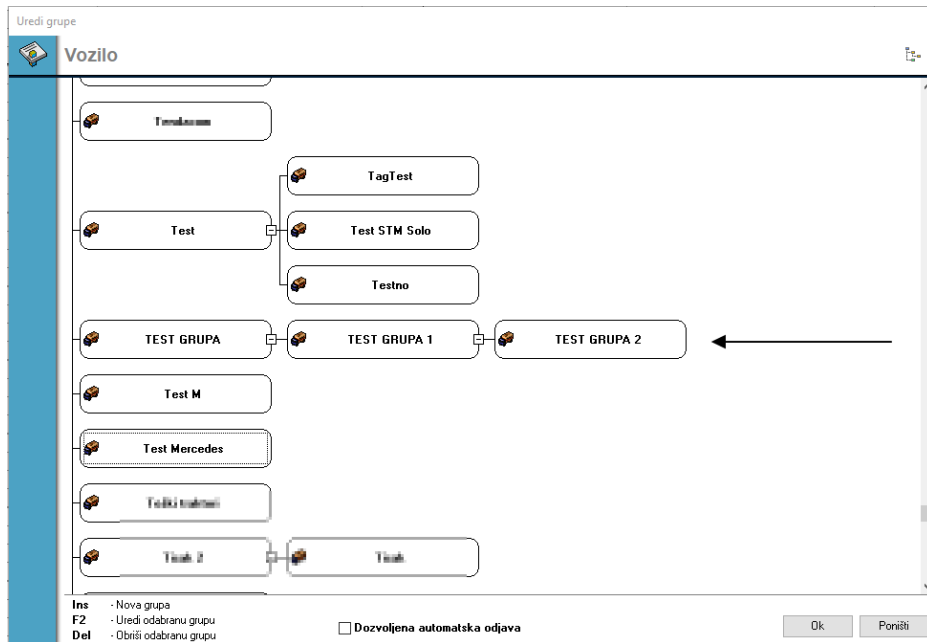 Uredi grupe
Vozilo
TagTest
Test
Test STM Solo
Testno
TEST GRUPA
TEST GRUPA 1
TEST GRUPA 2
Test M
Test Mercedes
Ins - Nova grupa
F2 - Uredi odabranu grupu
Del - Obriši odabranu grupu
Dozvoljena automatska odjava
Ok
Poništi